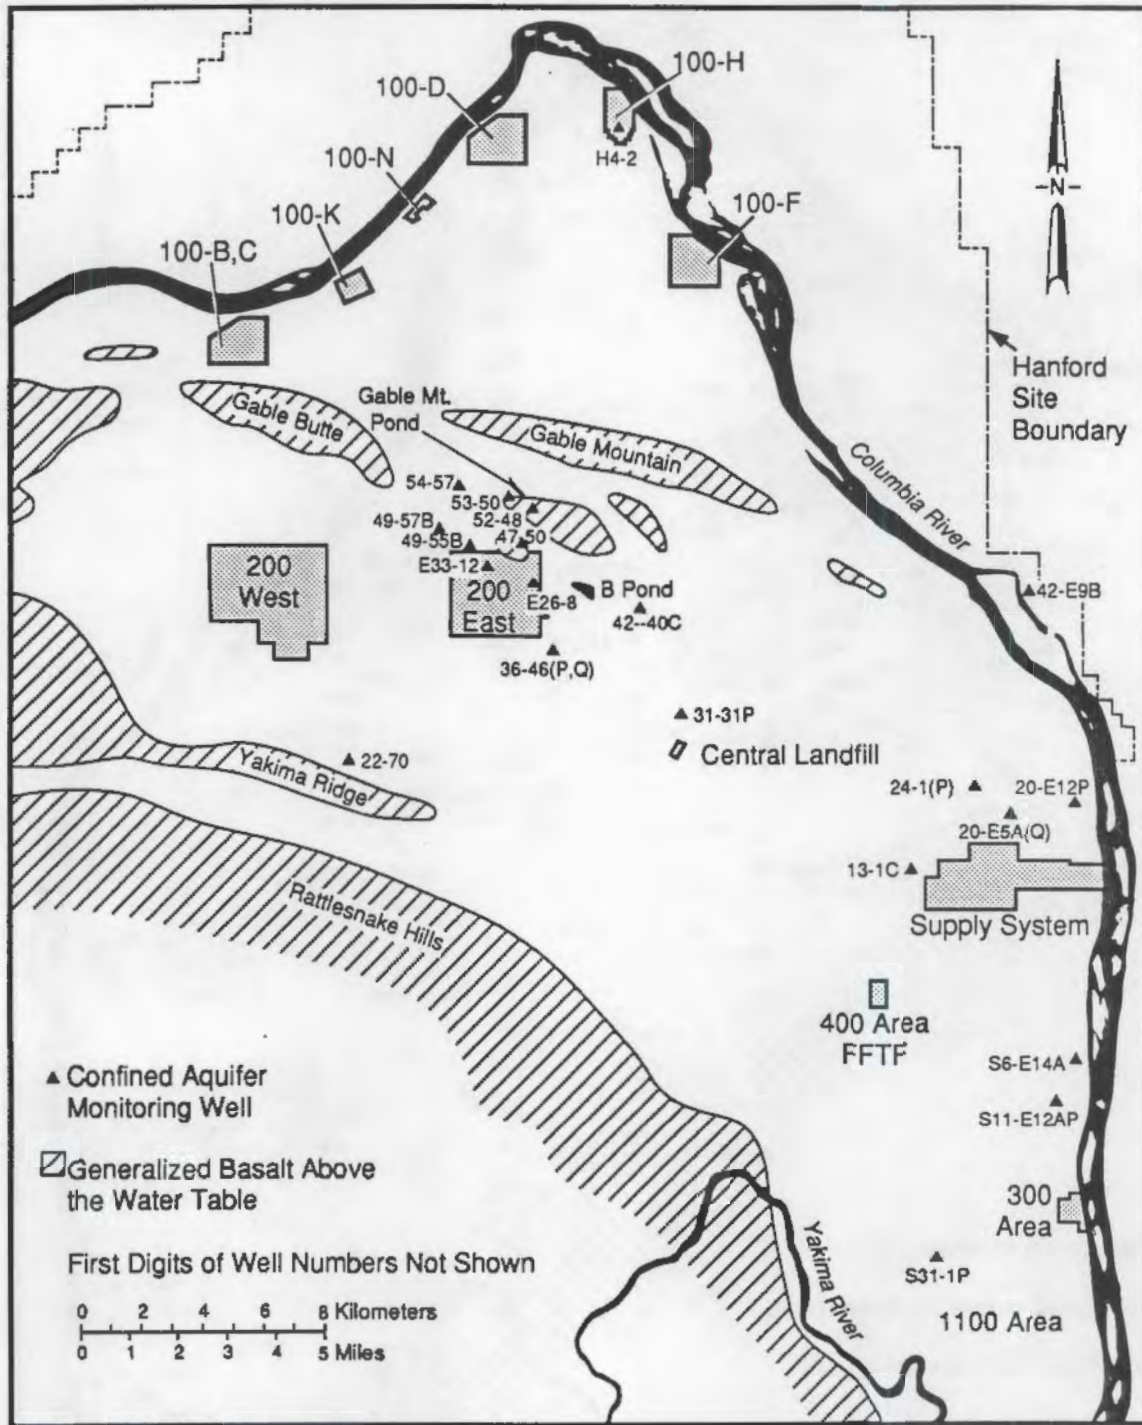 100-H
100-D
H4-2
100-N
100-F
100-K
100-B,C
N
Hanford
Site
Boundary
Gable Mt.
Pond
Gable Butte
Gable Mountain
Columbia River
54-57
53-50
52-48
49-57B
47-50
49-55B
E33-12
200
West
200
East
E26-8
B Pond
42--40C
42-E9B
36-46(P,Q)
31-31P
Central Landfill
22-70
Yakima Ridge
24-1(P)
20-E12P
20-E5A(Q)
13-1C
Supply System
Rattlesnake Hills
400 Area
FFTF
S6-E14A
S11-E12AP
Confined Aquifer
Monitoring Well
Generalized Basalt Above
the Water Table
300
Area
First Digits of Well Numbers Not Shown
Yakima River
S31-1P
1100 Area
0 2 4 6 8 Kilometers
0 1 2 3 4 5 Miles